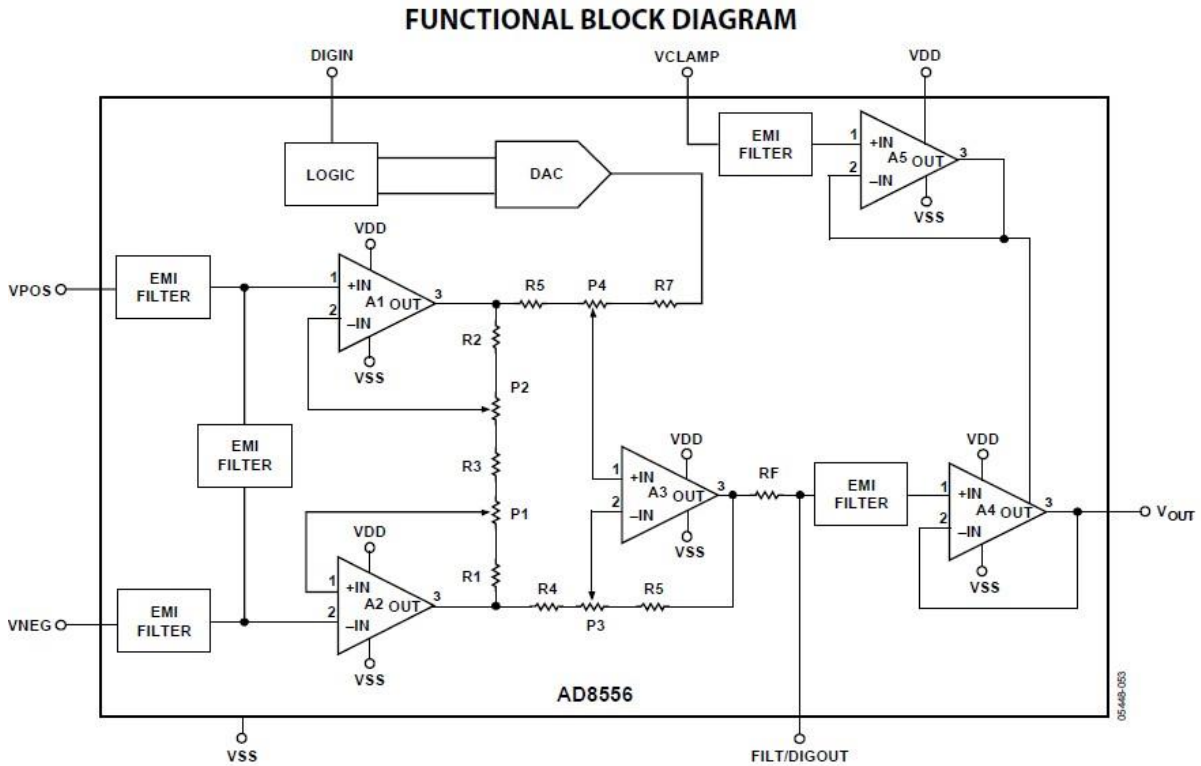 FUNCTIONAL BLOCK DIAGRAM
DIGIN
VCLAMP
VDD
LOGIC
DAC
EMI
FILTER
1
+IN
2
–IN
A5 OUT
3
VSS
VPOS
EMI
FILTER
VDD
1
+IN
2
–IN
A1 OUT
3
VSS
R5
P4
R7
R2
P2
EMI
FILTER
R3
P1
R1
VDD
1
+IN
2
–IN
A3 OUT
3
VSS
RF
EMI
FILTER
VDD
1
+IN
2
–IN
A4 OUT
3
VSS
VOUT
VNEG
EMI
FILTER
VDD
1
+IN
2
–IN
A2 OUT
3
VSS
R4
P3
R5
AD8556
05448-053
VSS
FILT/DIGOUT